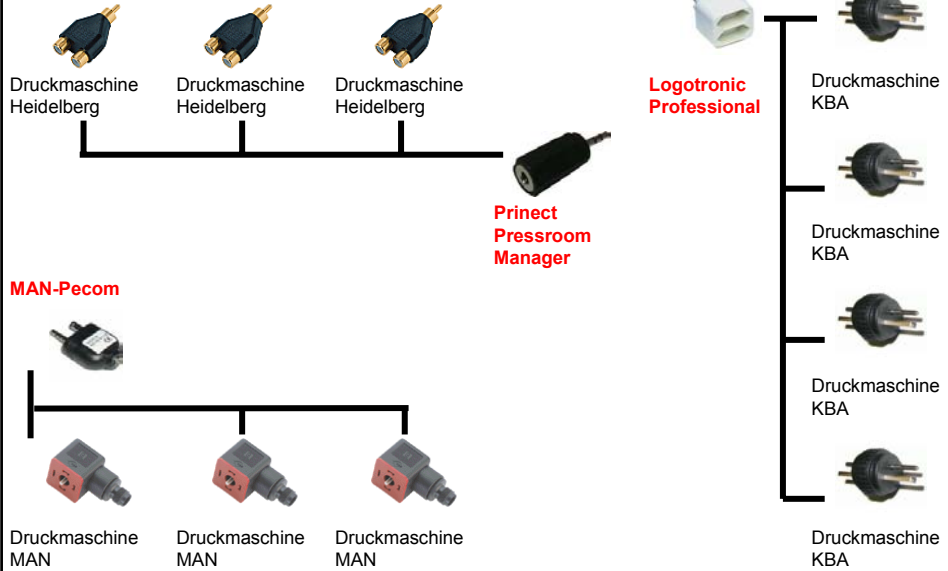 Druckmaschine
Heidelberg
Druckmaschine
Heidelberg
Druckmaschine
Heidelberg
Prinect
Pressroom
Manager
Logotronic
Professional
Druckmaschine
KBA
Druckmaschine
KBA
Druckmaschine
KBA
Druckmaschine
KBA
MAN-Pecom
Druckmaschine
MAN
Druckmaschine
MAN
Druckmaschine
MAN